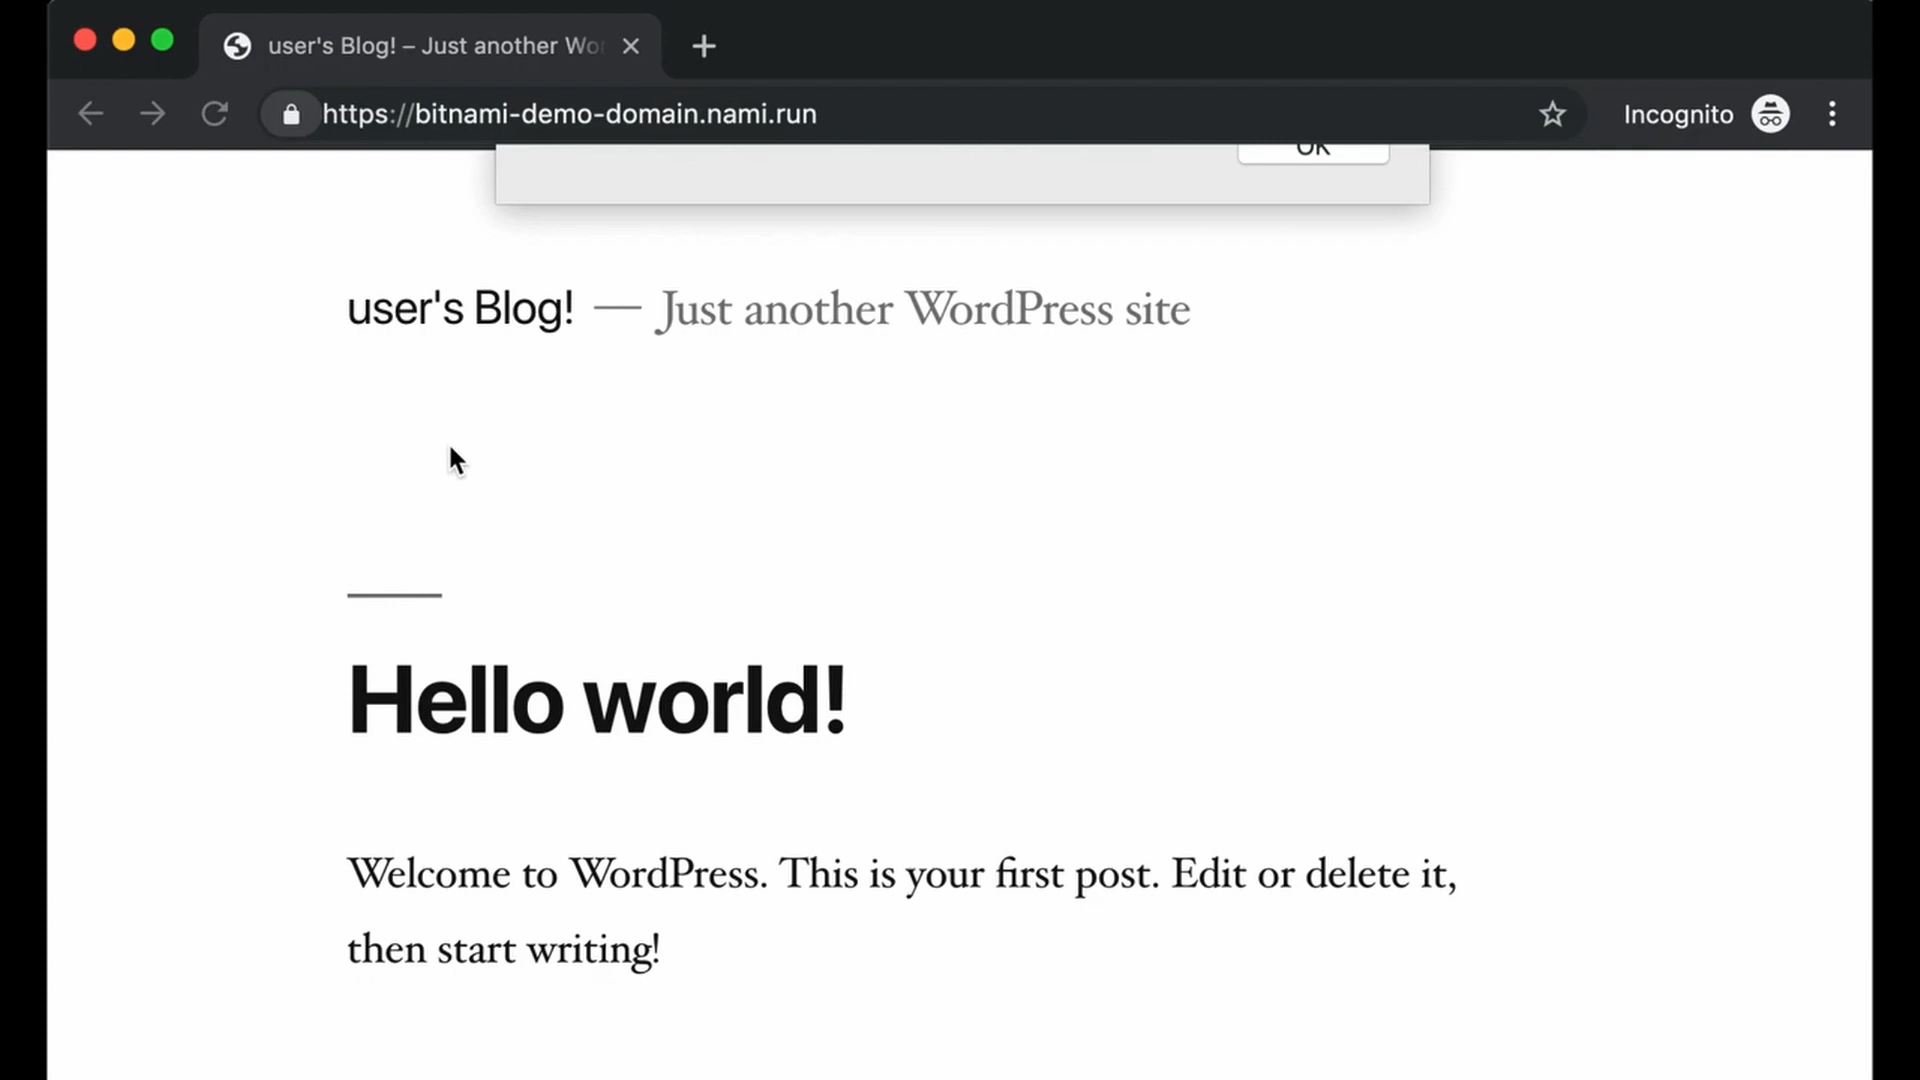 user's Blog! – Just another Wor
https://bitnami-demo-domain.nami.run
Incognito
OK
user's Blog! — Just another WordPress site
Hello world!
Welcome to WordPress. This is your first post. Edit or delete it,
then start writing!